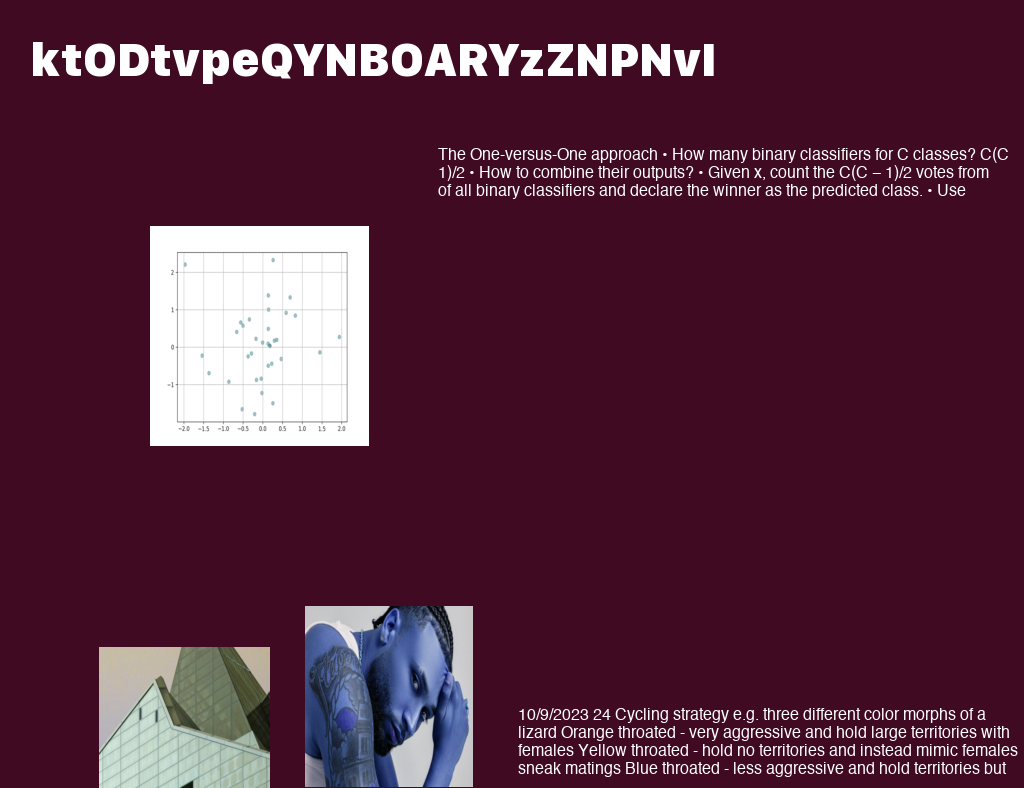 ktODtvpeQYNBOARYzZNPNvI
The One-versus-One approach • How many binary classifiers for C classes? C(C
1)/2 • How to combine their outputs? • Given x, count the C(C – 1)/2 votes from
of all binary classifiers and declare the winner as the predicted class. • Use
2
1
0
−1
−2.0 −1.5 −1.0 −0.5 0.0 0.5 1.0 1.5 2.0
10/9/2023 24 Cycling strategy e.g. three different color morphs of a
lizard Orange throated - very aggressive and hold large territories with
females Yellow throated - hold no territories and instead mimic females
sneak matings Blue throated - less aggressive and hold territories but